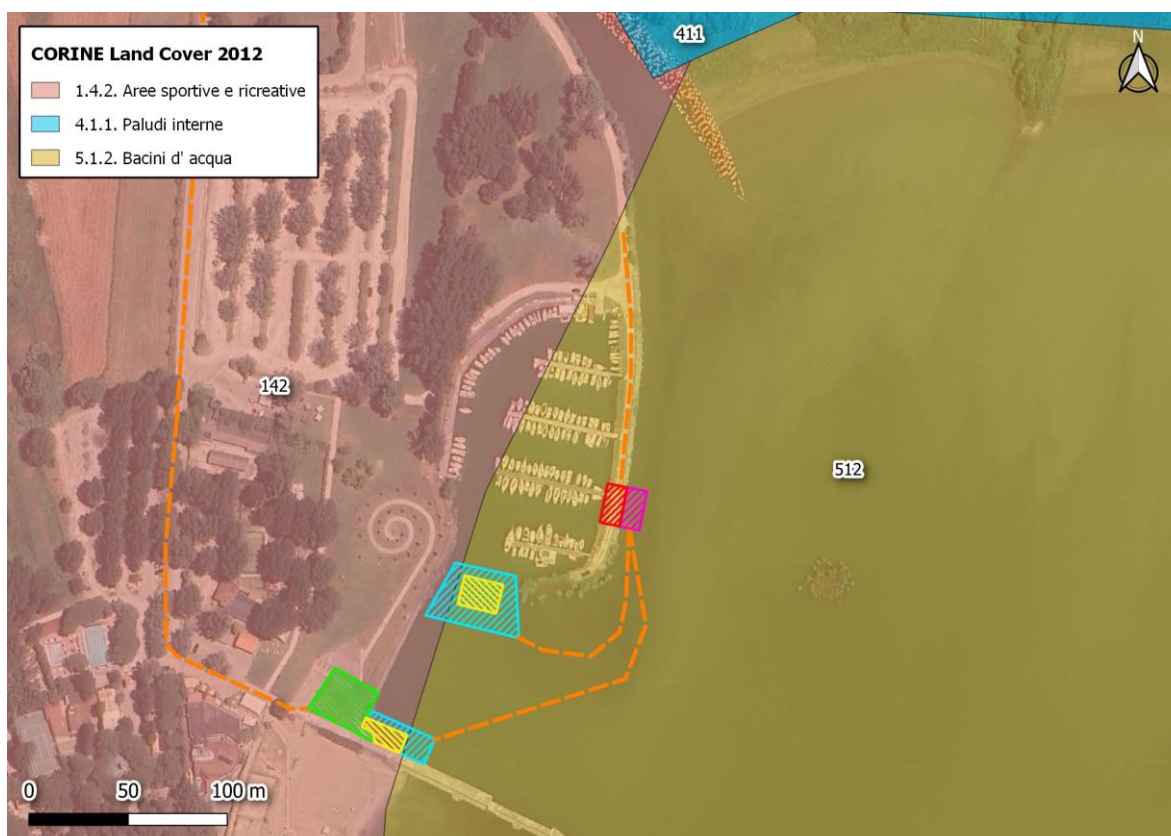 CORINE Land Cover 2012
1.4.2. Aree sportive e ricreative
4.1.1. Paludi interne
5.1.2. Bacini d' acqua
411
N
142
512
0 50 100 m